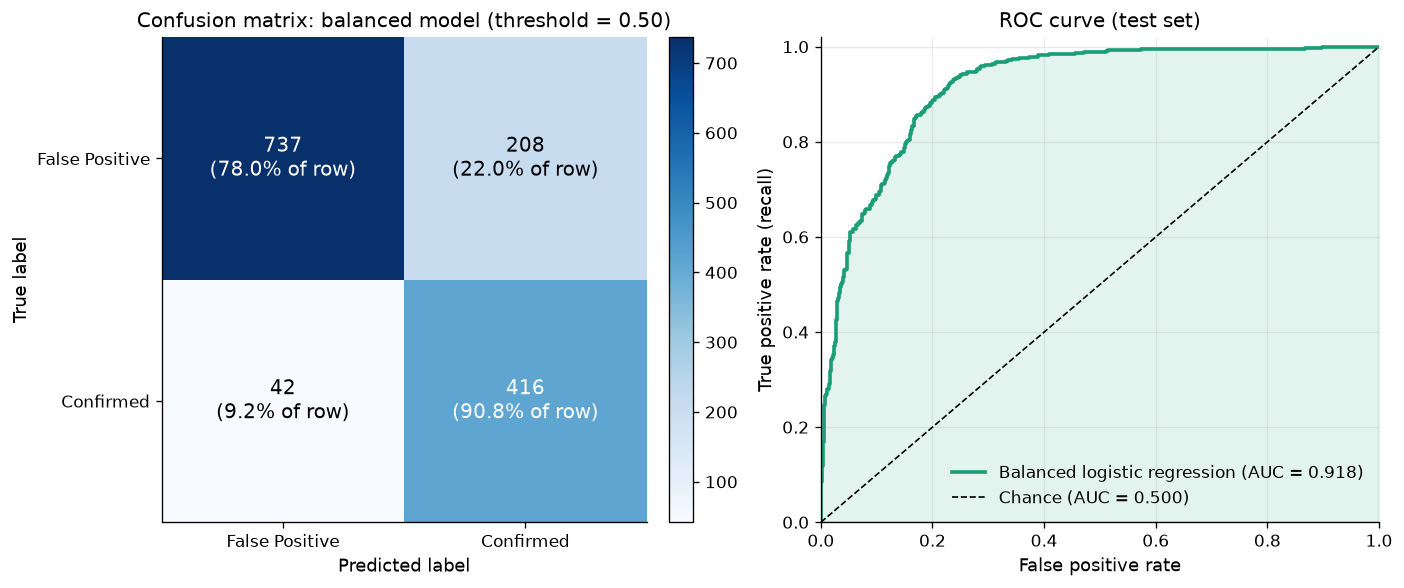 Confusion matrix: balanced model (threshold = 0.50)
737
(78.0% of row)
208
(22.0% of row)
42
(9.2% of row)
416
(90.8% of row)
False Positive
Confirmed
True label
False Positive
Confirmed
Predicted label
700
600
500
400
300
200
100
ROC curve (test set)
1.0
0.8
0.6
0.4
0.2
0.0
True positive rate (recall)
Balanced logistic regression (AUC = 0.918)
Chance (AUC = 0.500)
0.0
0.2
0.4
0.6
0.8
1.0
False positive rate